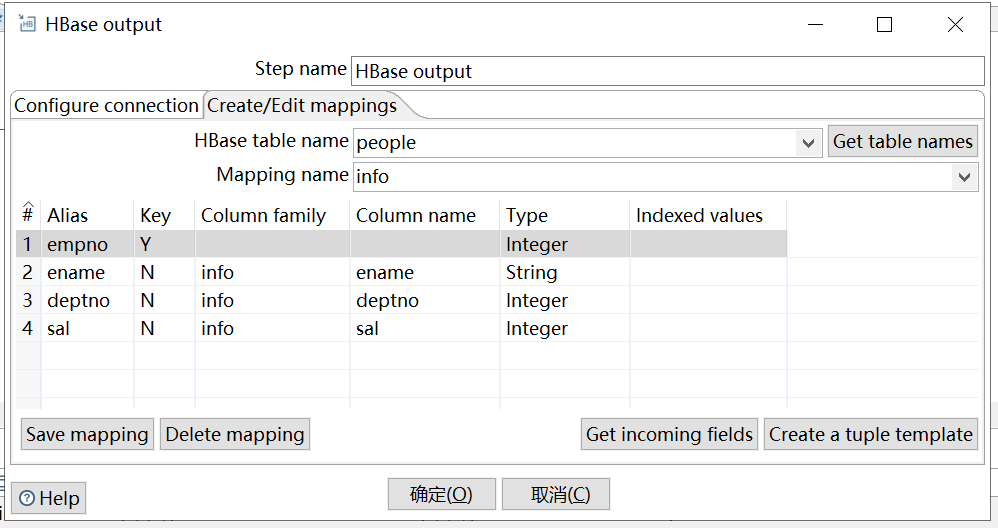 HBase output
Step name HBase output
Configure connection Create/Edit mappings
HBase table name people Get table names
Mapping name info
# Alias Key Column family Column name Type Indexed values
1 empno Y Integer
2 ename N info ename String
3 deptno N info deptno Integer
4 sal N info sal Integer
Save mapping Delete mapping Get incoming fields Create a tuple template
Help 确定(O) 取消(C)